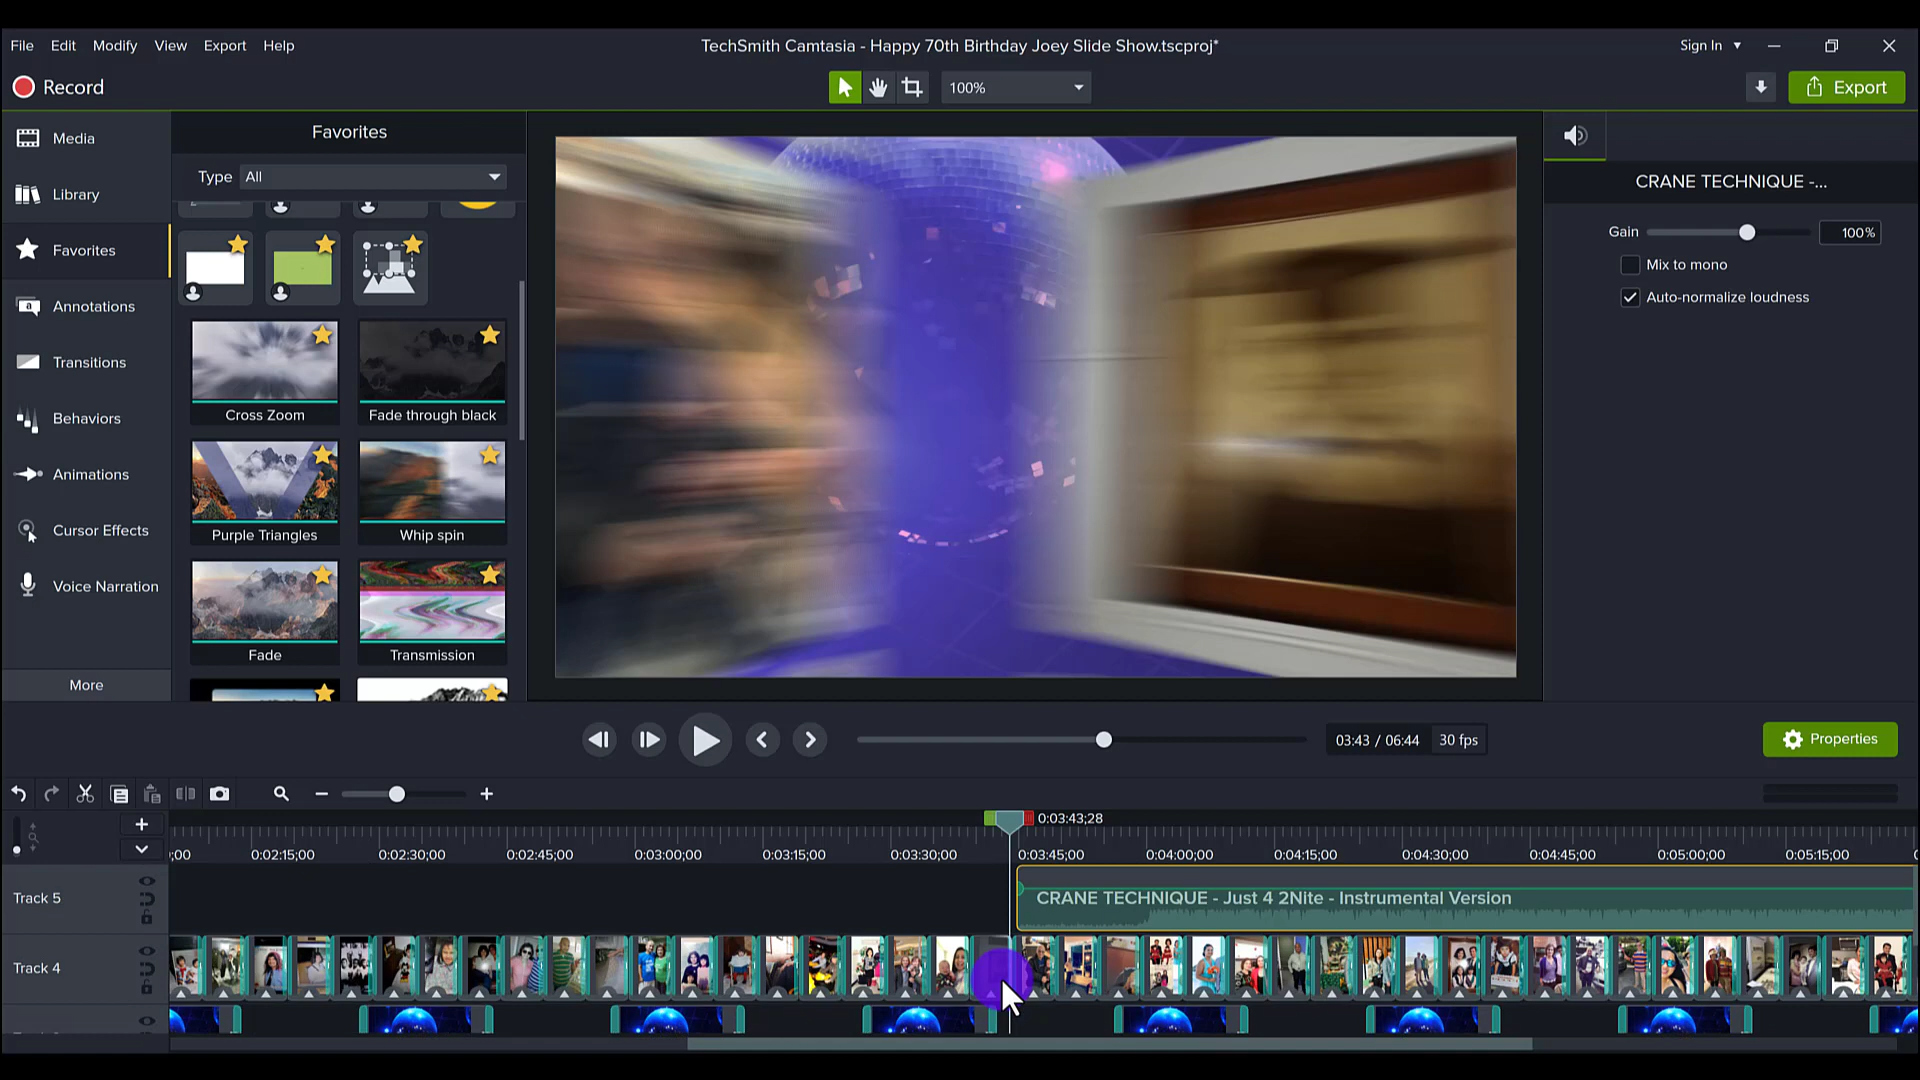 File Edit Modify View Export Help
TechSmith Camtasia - Happy 70th Birthday Joey Slide Show.tscproj*
Sign In
Record
100%
Export
Media
Library
Favorites
Annotations
Transitions
Behaviors
Animations
Cursor Effects
Voice Narration
More
Favorites
Type All
Cross Zoom
Fade through black
Purple Triangles
Whip spin
Fade
Transmission
CRANE TECHNIQUE -...
Gain 100%
Mix to mono
Auto-normalize loudness
03:43 / 06:44 30 fps
Properties
0:03:43;28
;00 0:02:15;00 0:02:30;00 0:02:45;00 0:03:00;00 0:03:15;00 0:03:30;00 0:03:45;00 0:04:00;00 0:04:15;00 0:04:30;00 0:04:45;00 0:05:00;00 0:05:15;00
Track 5
CRANE TECHNIQUE - Just 4 2Nite - Instrumental Version
Track 4